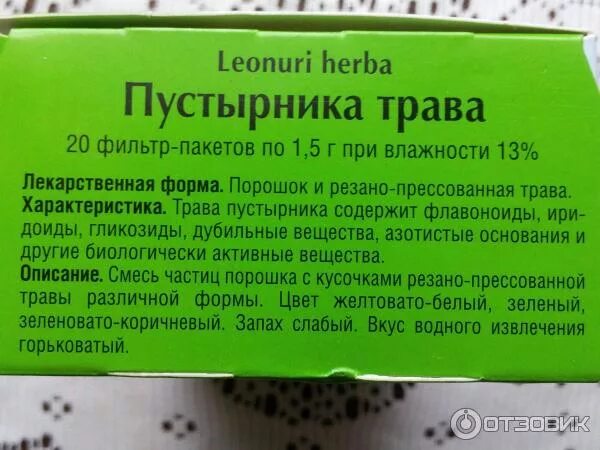 Leonuri herba
Пустырника трава
20 фильтр-пакетов по 1,5 г при влажности 13%
Лекарственная форма. Порошок и резано-прессованная трава.
Характеристика. Трава пустырника содержит флавоноиды, ири-
доиды, гликозиды, дубильные вещества, азотистые основания и
другие биологически активные вещества.
Описание. Смесь частиц порошка с кусочками резано-прессованной
травы различной формы. Цвет желтовато-белый, зеленый,
зеленовато-коричневый. Запах слабый. Вкус водного извлечения
горьковатый.
ОТЗОВИК